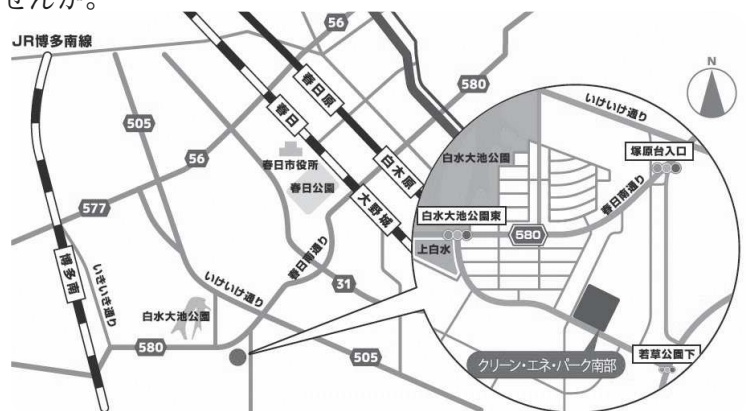 せんか。
JR博多南線
56
505
56
577
春日原
春日
580
春日市役所
春日公園
白木原
大野城
春日南通り
31
博多南
いきいき通り
いけいけ通り
白水大池公園
580
505
N
いけいけ通り
白水大池公園
塚原台入口
春日南通り
白水大池公園東
580
上白水
若草公園下
クリーン・エネ・パーク南部